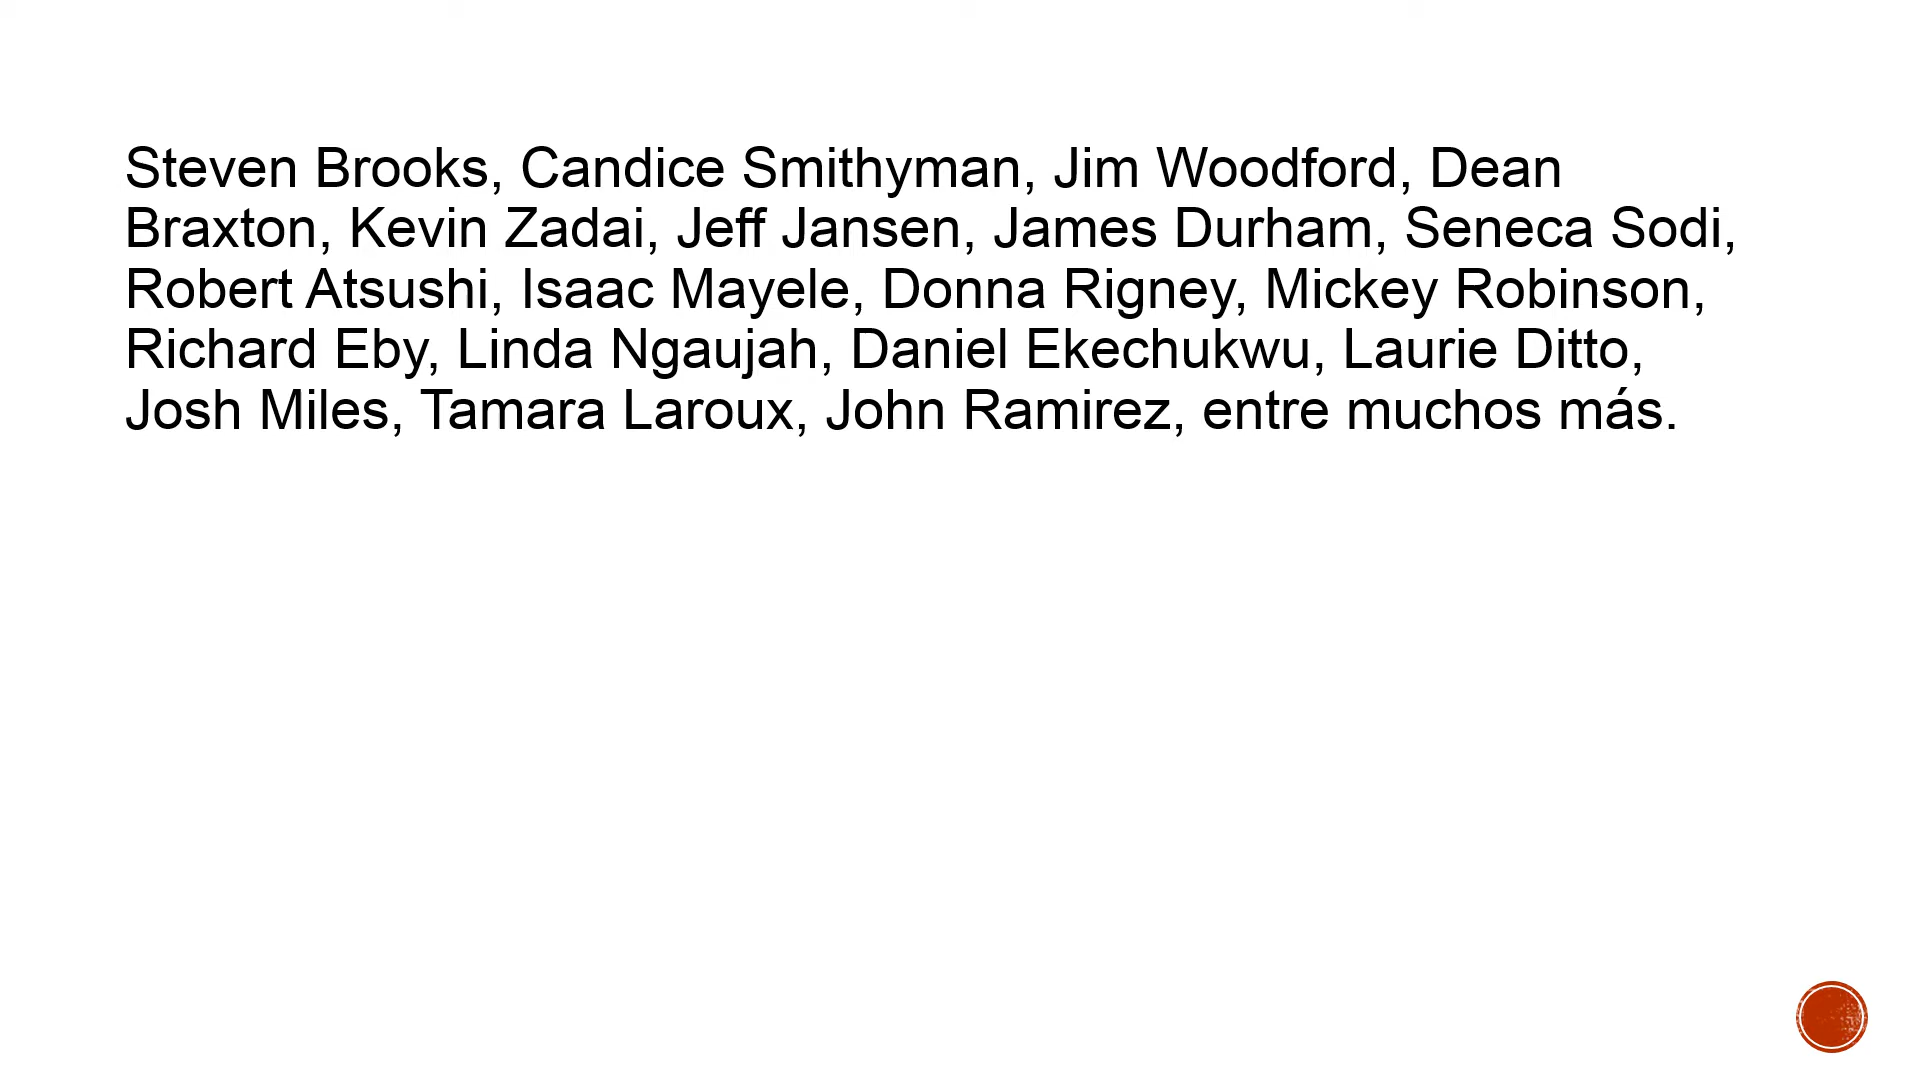 Steven Brooks, Candice Smithyman, Jim Woodford, Dean
Braxton, Kevin Zadai, Jeff Jansen, James Durham, Seneca Sodi,
Robert Atsushi, Isaac Mayele, Donna Rigney, Mickey Robinson,
Richard Eby, Linda Ngaujah, Daniel Ekechukwu, Laurie Ditto,
Josh Miles, Tamara Laroux, John Ramirez, entre muchos más.